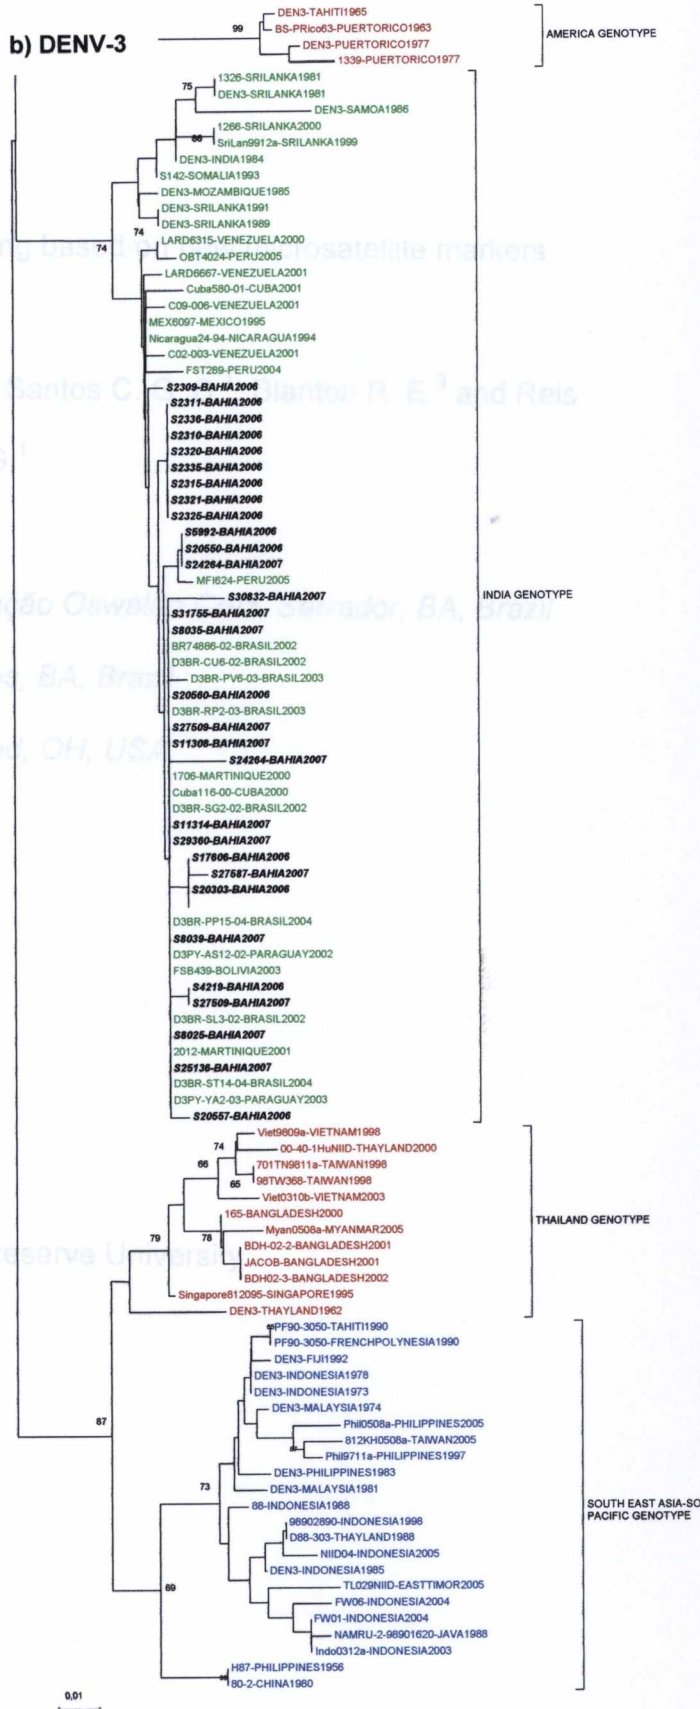 b) DENV-3
99
DEN3-TAHITI1965
BS-PRico63-PUERTORICO1963
DEN3-PUERTORICO1977
1339-PUERTORICO1977
AMERICA GENOTYPE
1326-SRILANKA1981
75
DEN3-SRILANKA1981
DEN3-SAMOA1986
1266-SRILANKA2000
SriLan9912a-SRILANKA1999
DEN3-INDIA1984
S142-SOMALIA1993
DEN3-MOZAMBIQUE1985
DEN3-SRILANKA1991
DEN3-SRILANKA1989
74
74
LARD6315-VENEZUELA2000
OBT4024-PERU2005
LARD6667-VENEZUELA2001
Cuba580-01-CUBA2001
C09-006-VENEZUELA2001
MEX6097-MEXICO1995
Nicaragua24-94-NICARAGUA1994
C02-003-VENEZUELA2001
FST289-PERU2004
S2309-BAHIA2006
S2311-BAHIA2006
S2336-BAHIA2006
S2310-BAHIA2006
S2320-BAHIA2006
S2335-BAHIA2006
S2315-BAHIA2006
S2321-BAHIA2006
S2325-BAHIA2006
S5992-BAHIA2006
S20550-BAHIA2006
S24264-BAHIA2007
MFI624-PERU2005
INDIA GENOTYPE
S30832-BAHIA2007
S31755-BAHIA2007
S8035-BAHIA2007
BR74886-02-BRASIL2002
D3BR-CU6-02-BRASIL2002
D3BR-PV6-03-BRASIL2003
S20560-BAHIA2006
D3BR-RP2-03-BRASIL2003
S27509-BAHIA2007
S11308-BAHIA2007
S24264-BAHIA2007
1706-MARTINIQUE2000
Cuba116-00-CUBA2000
D3BR-SG2-02-BRASIL2002
S11314-BAHIA2007
S29360-BAHIA2007
S17606-BAHIA2006
S27587-BAHIA2007
S20303-BAHIA2006
D3BR-PP15-04-BRASIL2004
S8039-BAHIA2007
D3PY-AS12-02-PARAGUAY2002
FSB439-BOLIVIA2003
S4219-BAHIA2006
S27509-BAHIA2007
D3BR-SL3-02-BRASIL2002
S8025-BAHIA2007
2012-MARTINIQUE2001
S25136-BAHIA2007
D3BR-ST14-04-BRASIL2004
D3PY-YA2-03-PARAGUAY2003
S20557-BAHIA2006
Viet9809a-VIETNAM1998
74
00-40-1HuNIID-THAYLAND2000
66
701TN9811a-TAIWAN1998
65
98TW368-TAIWAN1998
Viet0310b-VIETNAM2003
165-BANGLADESH2000
THAILAND GENOTYPE
79
78
Myan0508a-MYANMAR2005
BDH-02-2-BANGLADESH2001
JACOB-BANGLADESH2001
BDH02-3-BANGLADESH2002
Singapore812095-SINGAPORE1995
DEN3-THAYLAND1962
PF90-3050-TAHITI1990
PF90-3050-FRENCHPOLYNESIA1990
DEN3-FIJI1992
DEN3-INDONESIA1978
DEN3-INDONESIA1973
DEN3-MALAYSIA1974
87
Phil0508a-PHILIPPINES2005
812KH0508a-TAIWAN2005
Phil9711a-PHILIPPINES1997
DEN3-PHILIPPINES1983
73
DEN3-MALAYSIA1981
88-INDONESIA1988
SOUTH EAST ASIA-SO
PACIFIC GENOTYPE
98902890-INDONESIA1998
D88-303-THAYLAND1988
NIID04-INDONESIA2005
DEN3-INDONESIA1985
69
TL029NIID-EASTTIMOR2005
FW06-INDONESIA2004
FW01-INDONESIA2004
NAMRU-2-98901620-JAVA1988
Indo0312a-INDONESIA2003
H87-PHILIPPINES1956
80-2-CHINA1980
0,01